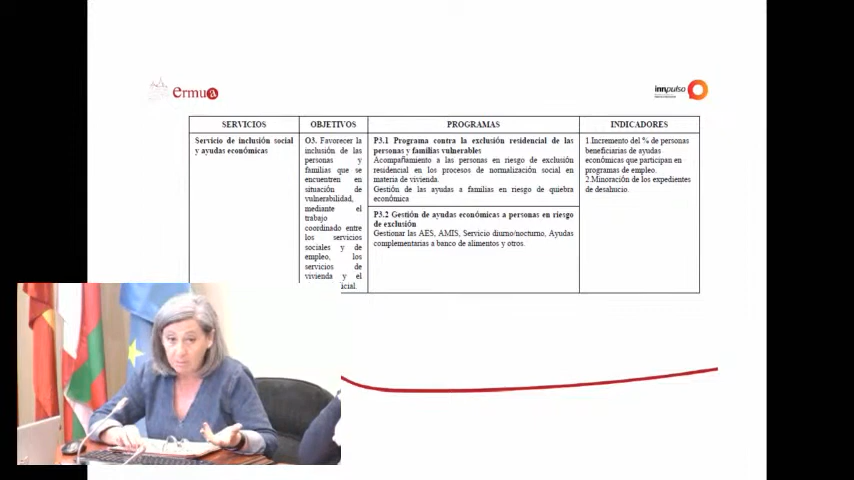 ermua
innpulso
SERVICIOS
OBJETIVOS
PROGRAMAS
INDICADORES
Servicio de inclusión social
y ayudas económicas
O3. Favorecer la
inclusión de las
personas y
familias que se
encuentren en
situación de
vulnerabilidad,
mediante el
trabajo
coordinado entre
los servicios
sociales y de
empleo, los
servicios de
vivienda y el
icial.
P3.1 Programa contra la exclusión residencial de las
personas y familias vulnerables
Acompañamiento a las personas en riesgo de exclusión
residencial en los procesos de normalización social en
materia de vivienda.
Gestión de las ayudas a familias en riesgo de quiebra
económica
P3.2 Gestión de ayudas económicas a personas en riesgo
de exclusión
Gestionar las AES, AMIS, Servicio diurno/nocturno, Ayudas
complementarias a banco de alimentos y otros.
1.Incremento del % de personas
beneficiarias de ayudas
económicas que participan en
programas de empleo.
2.Minoración de los expedientes
de desahucio.